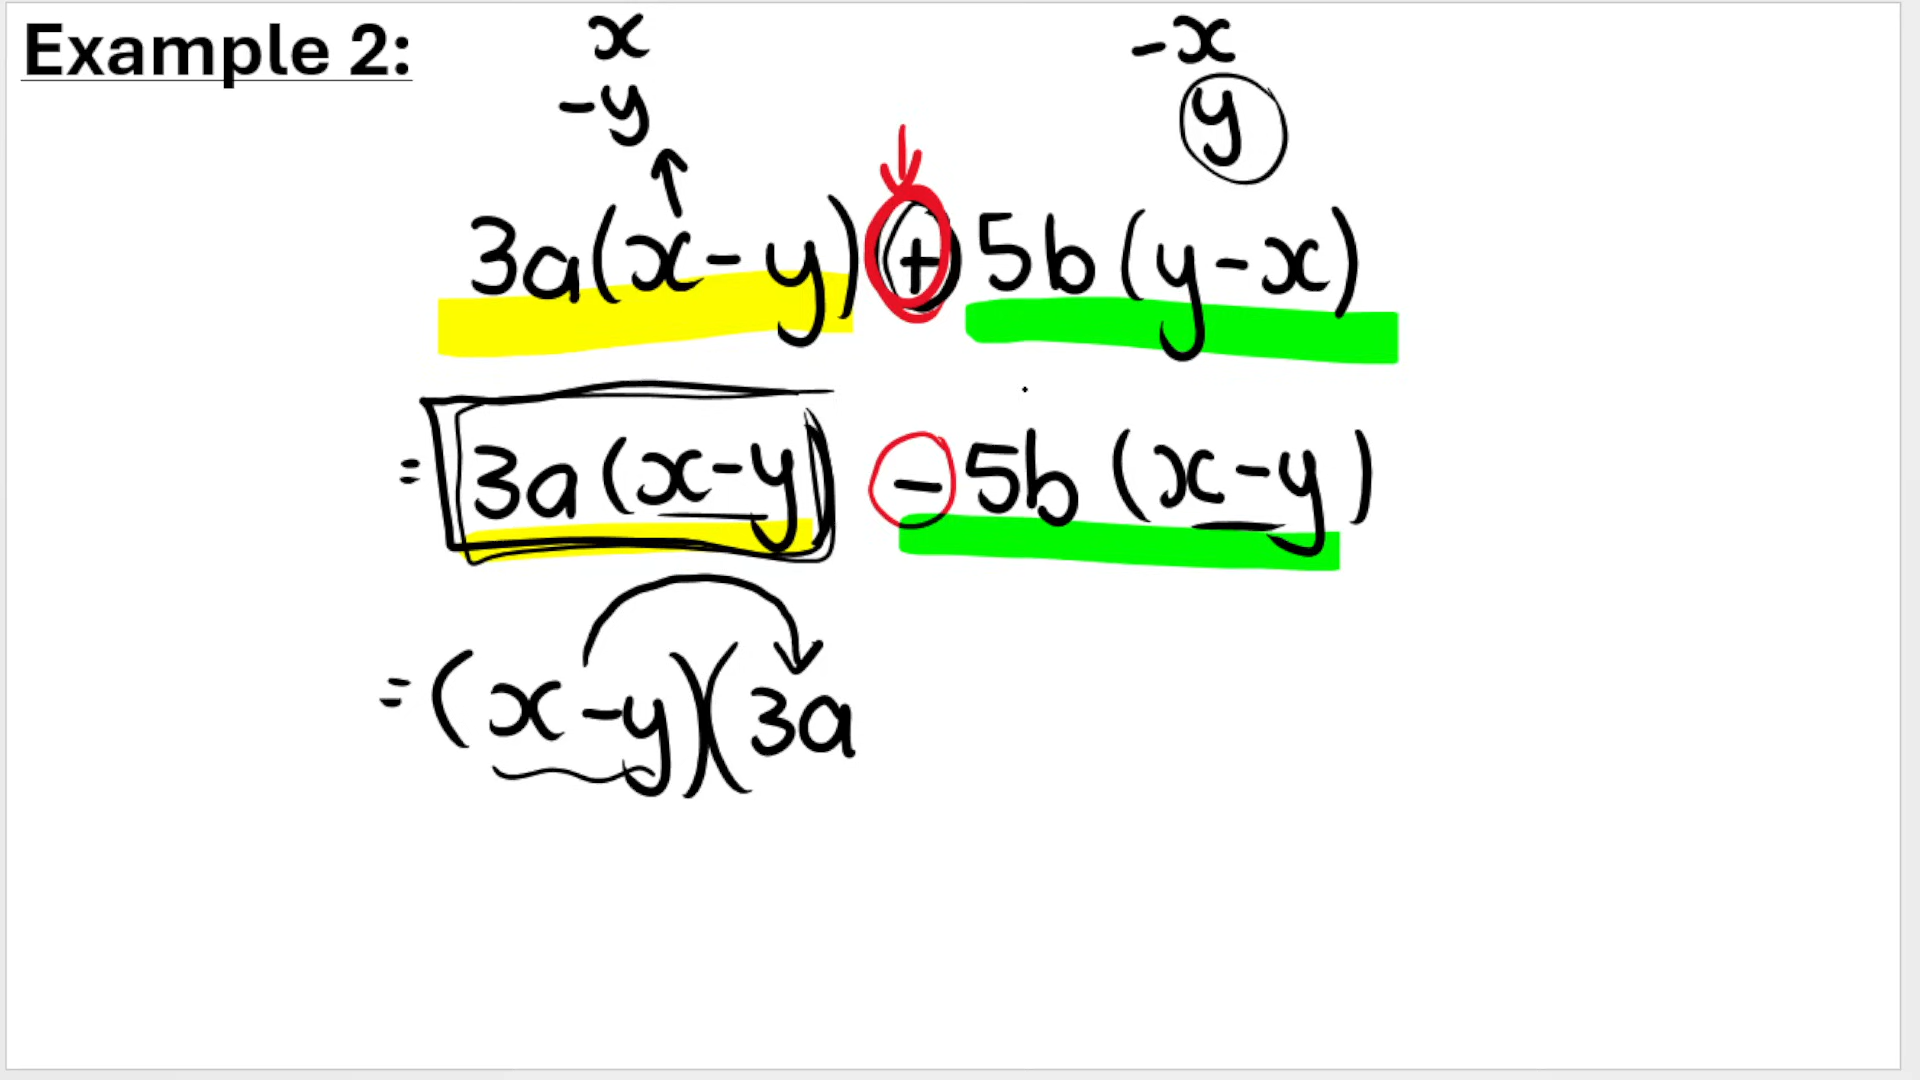 Example 2:
x -x
-y y
3a(x-y) + 5b(y-x)
= 3a(x-y) - 5b(x-y)
= (x-y)(3a